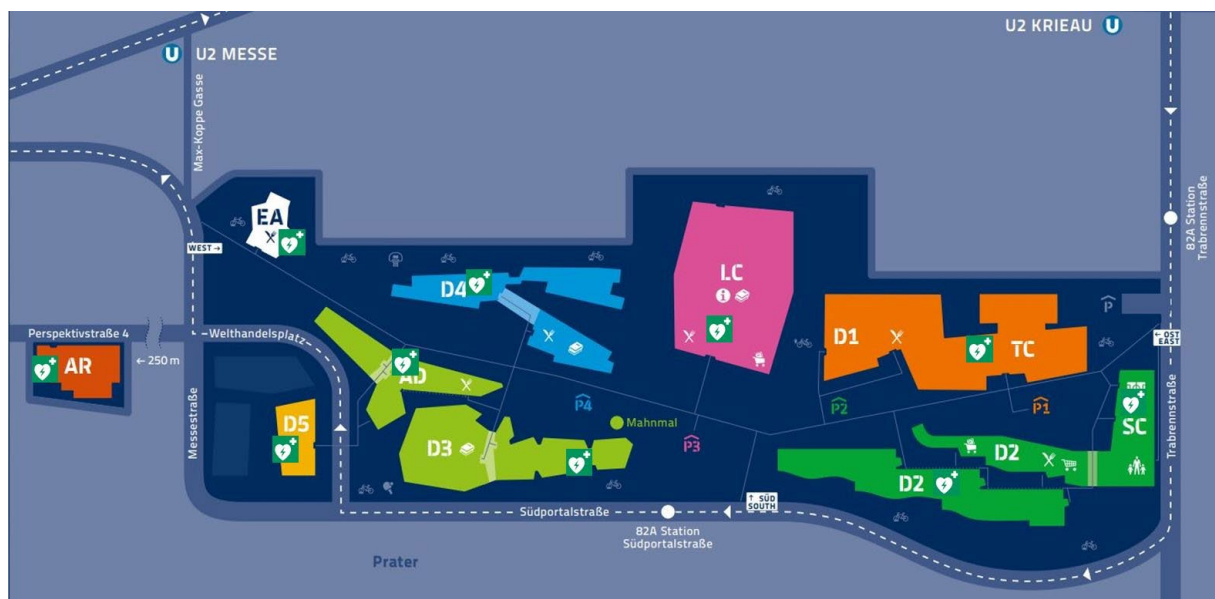 U2 KRIEAU U
U U2 MESSE
Max-Koppe Gasse
82A Station
Trabrennstraße
EA
WEST →
D4
LC
i
D1
TC
P
← OST
EAST
Perspektivstraße 4
Welthandelsplatz
AR
← 250 m
AD
P4
P2
P1
SC
Messestraße
D5
Mahnmal
D3
P3
D2
D2
Trabrennstraße
↑ SÜD
SOUTH
Südportalstraße
82A Station
Südportalstraße
Prater